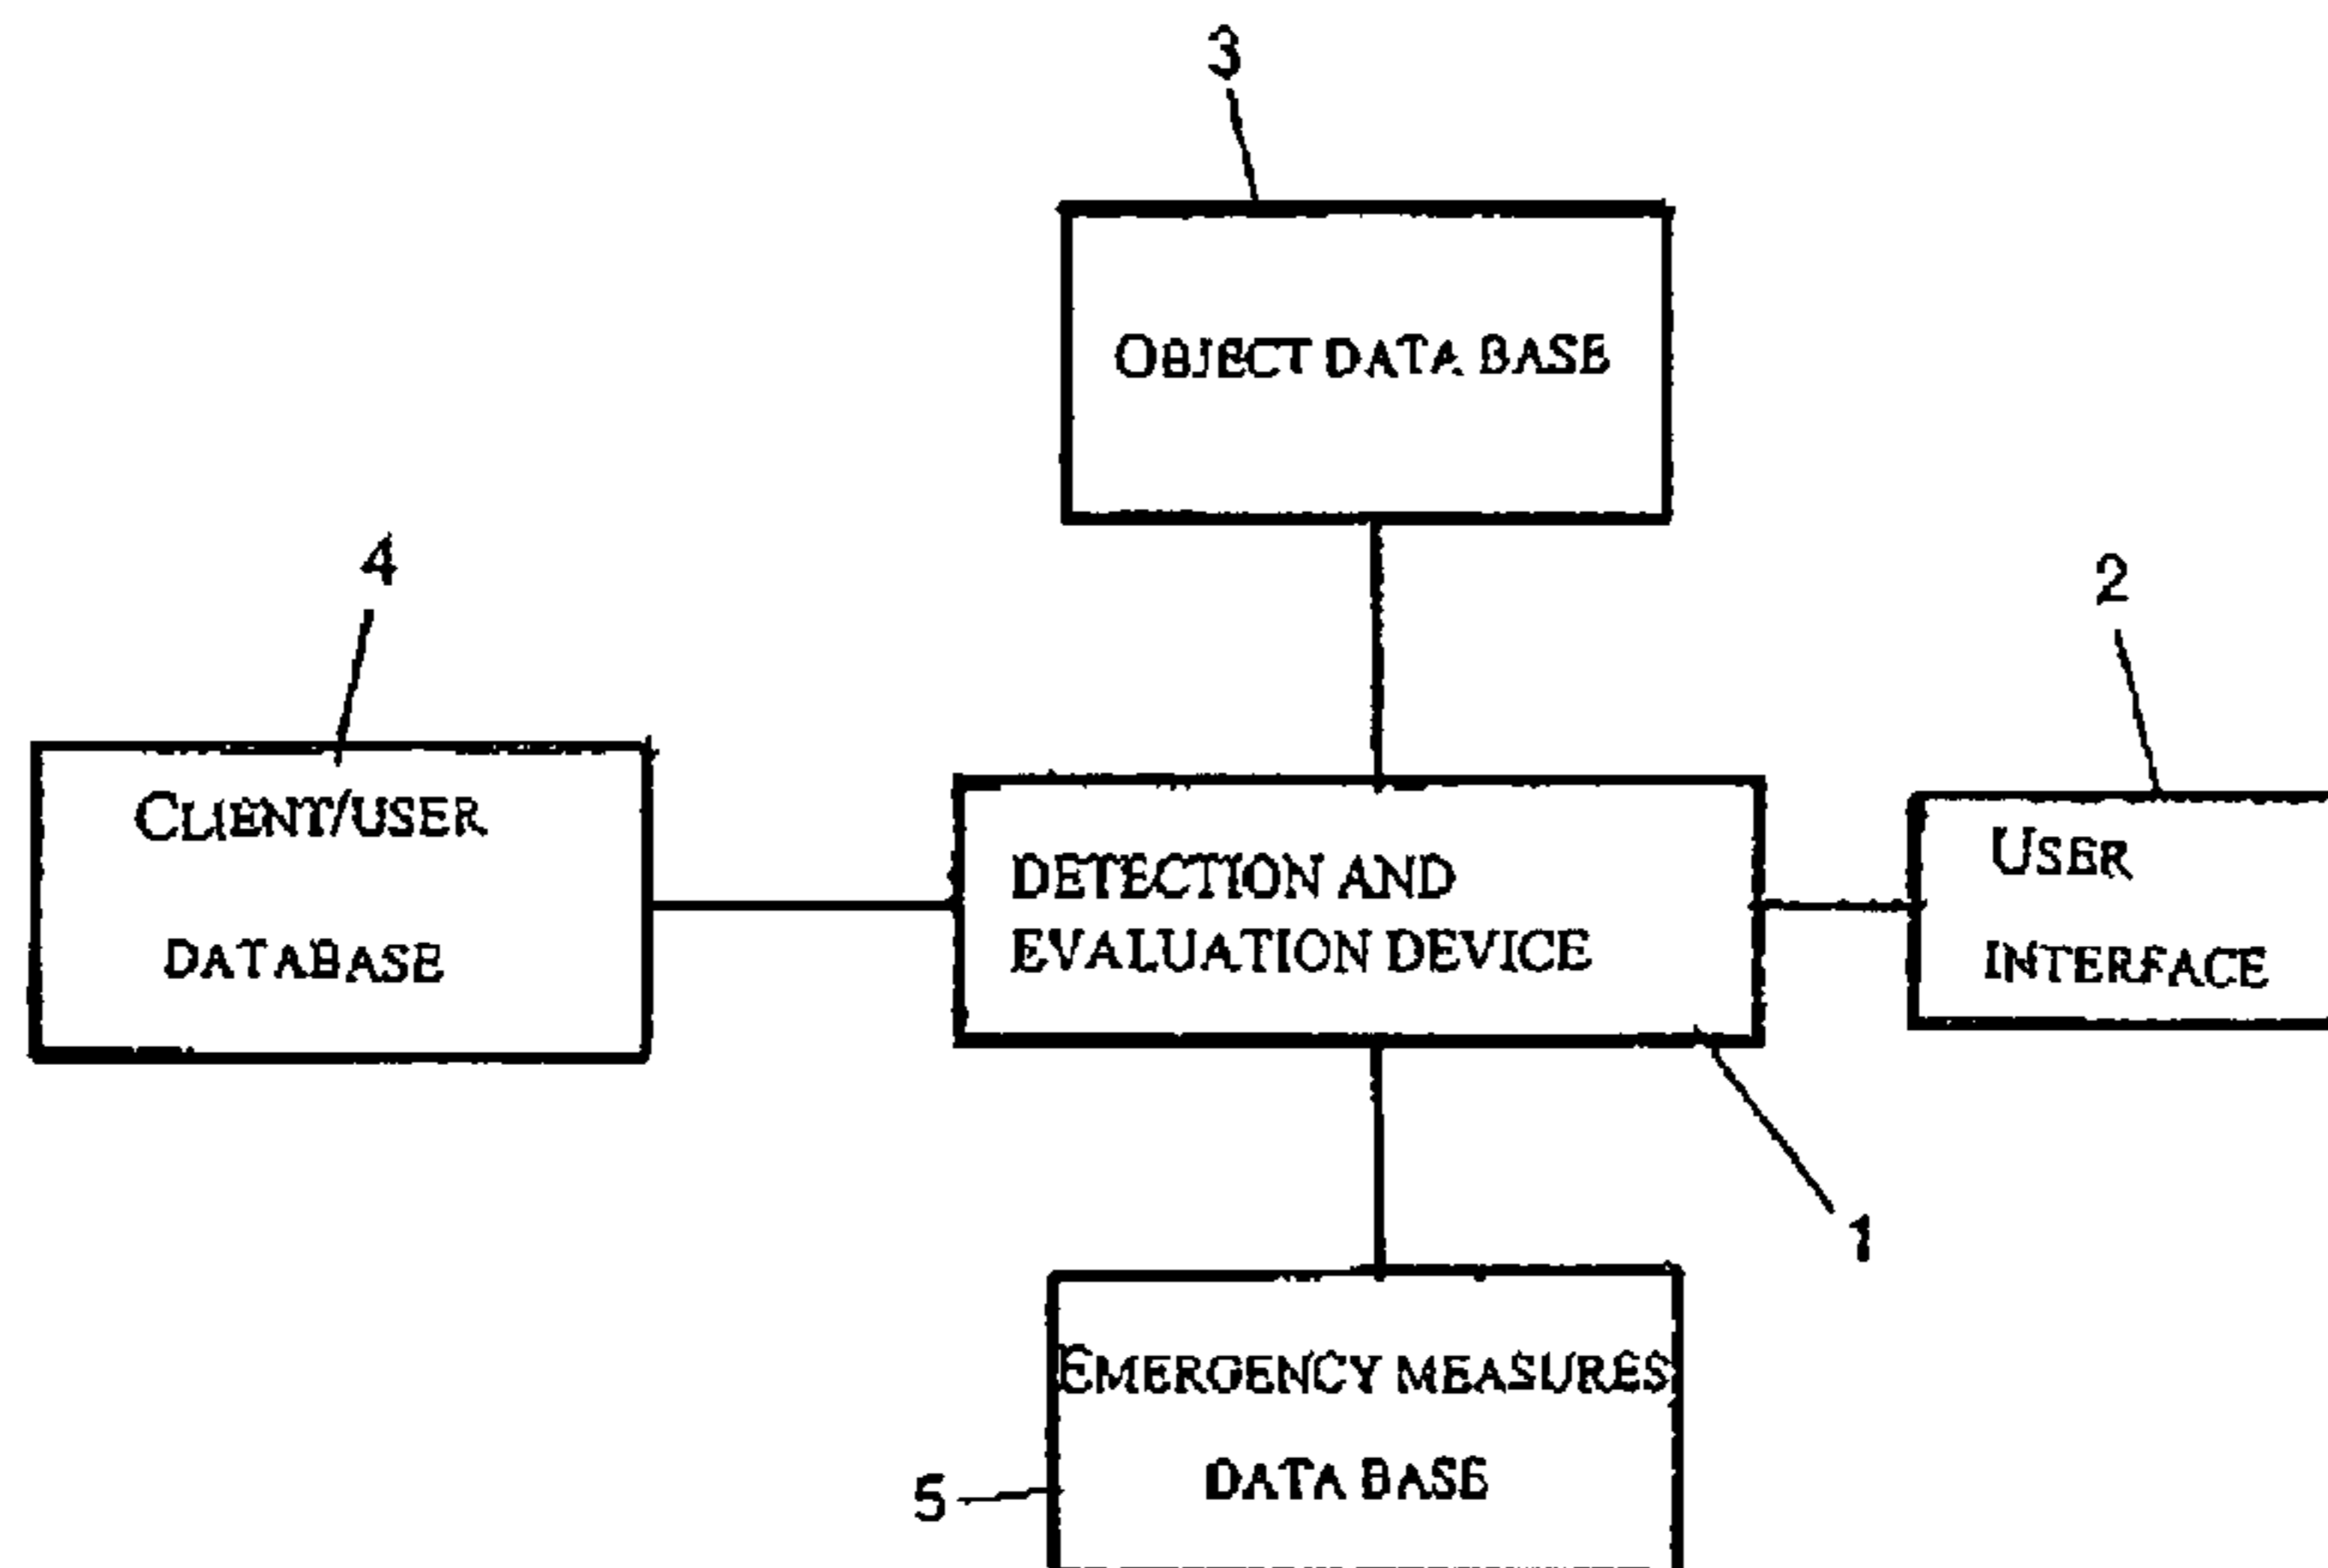 3
OBJECT DATA BASE
4
2
CLIENT/USER
DATABASE
DETECTION AND
EVALUATION DEVICE
USER
INTERFACE
1
EMERGENCY MEASURES
DATA BASE
5